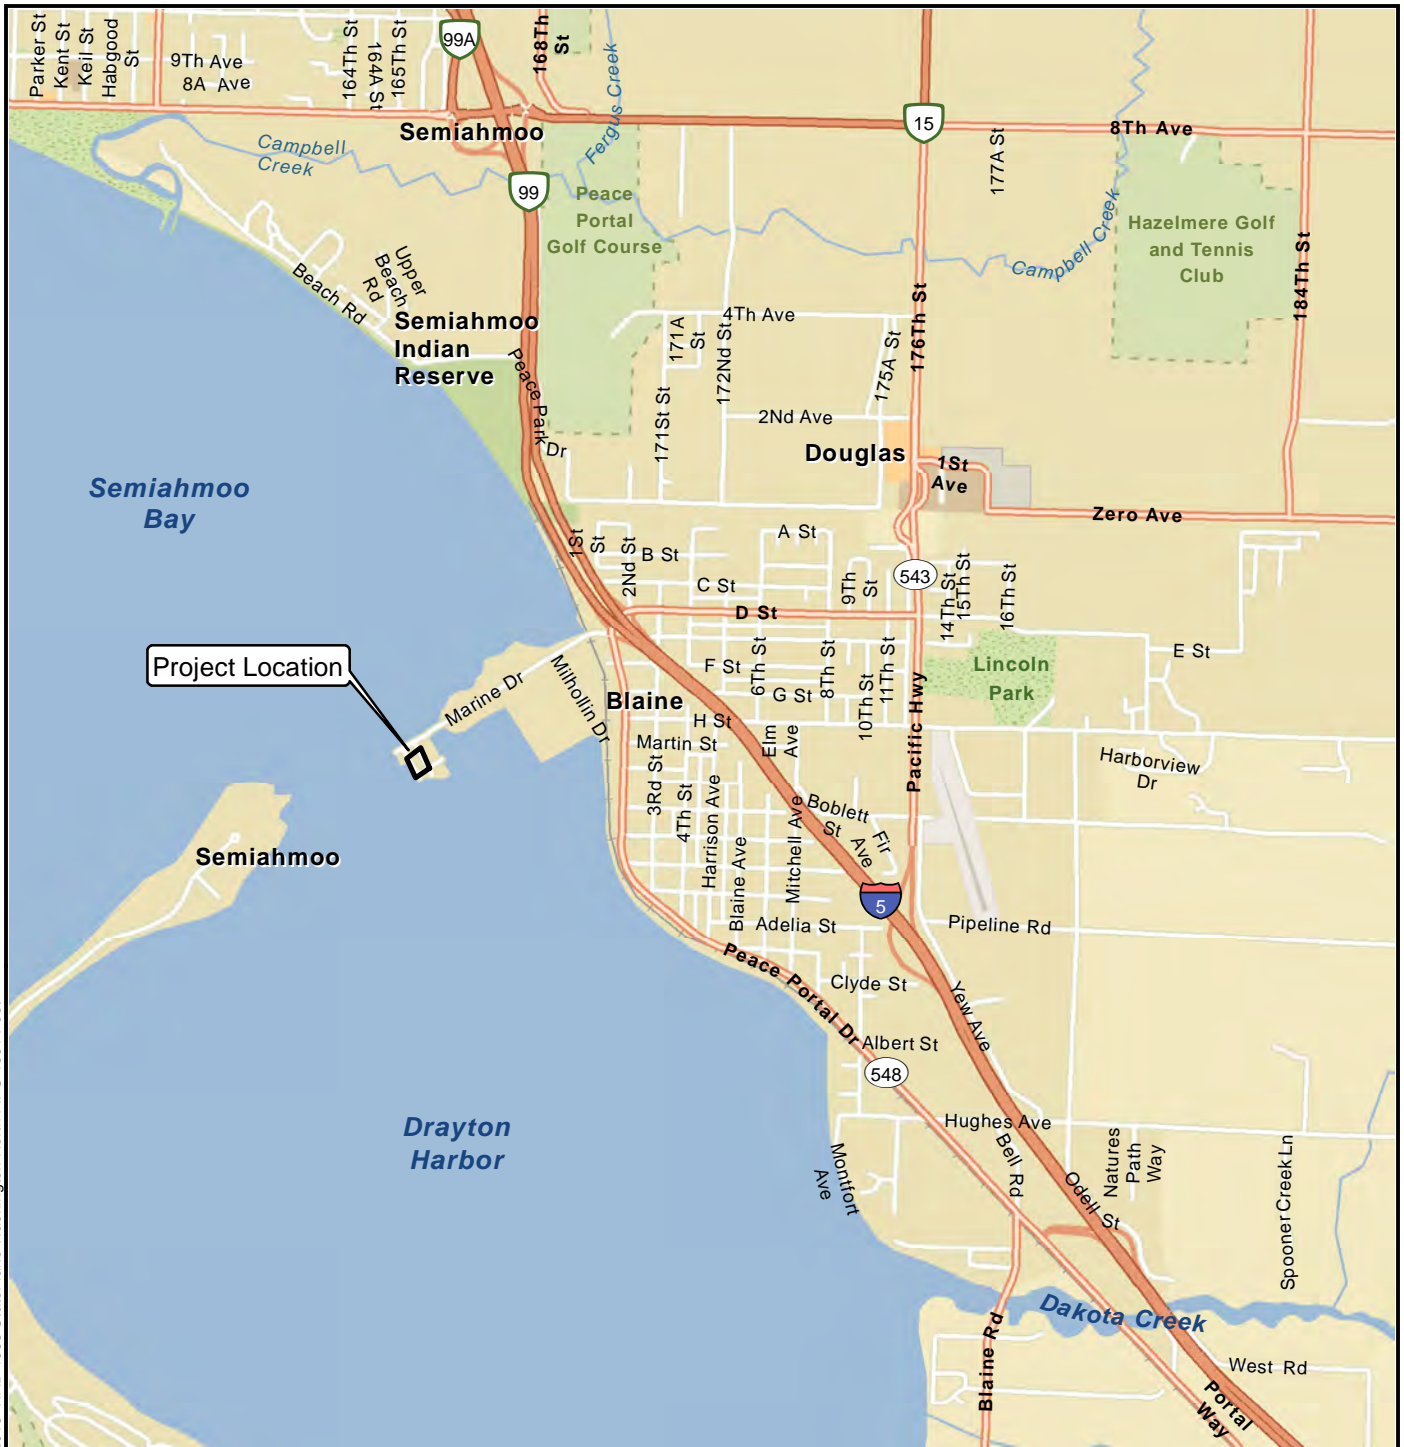 Parker St
Kent St
Keil St
Habgood
St
9Th Ave
8A Ave
164Th St
164A St
165Th St
99A
168Th
St
Fergus Creek
15
8Th Ave
177A St
Semiahmoo
Campbell
Creek
99
Peace
Portal
Golf Course
Campbell Creek
Hazelmere Golf
and Tennis
Club
184Th St
Upper
Beach
Rd
Beach Rd
Semiahmoo
Indian
Reserve
Peace Park Dr
4Th Ave
171A
St
172Nd St
171St St
175A St
176Th St
2Nd Ave
Douglas
1St
Ave
Zero Ave
Semiahmoo
Bay
1St
St
2Nd St
A St
B St
C St
D St
9Th
St
543
14Th St
15Th St
16Th St
E St
Lincoln
Park
Project Location
Marine Dr
Milhollin Dr
Blaine
F St
6Th St
G St
8Th St
10Th St
11Th St
Pacific Hwy
H St
Martin St
Elm
Ave
Harborview
Dr
3Rd St
4Th St
Harrison Ave
Blaine Ave
Mitchell Ave
Boblett
St
Fir
Ave
Semiahmoo
5
Adelia St
Pipeline Rd
Peace Portal Dr
Clyde St
Yew Ave
Albert St
548
Drayton
Harbor
Hughes Ave
Bell Rd
Montfort
Ave
Odell St
Natures
Path
Way
Spooner Creek Ln
Dakota Creek
Blaine Rd
West Rd
Portal
Way